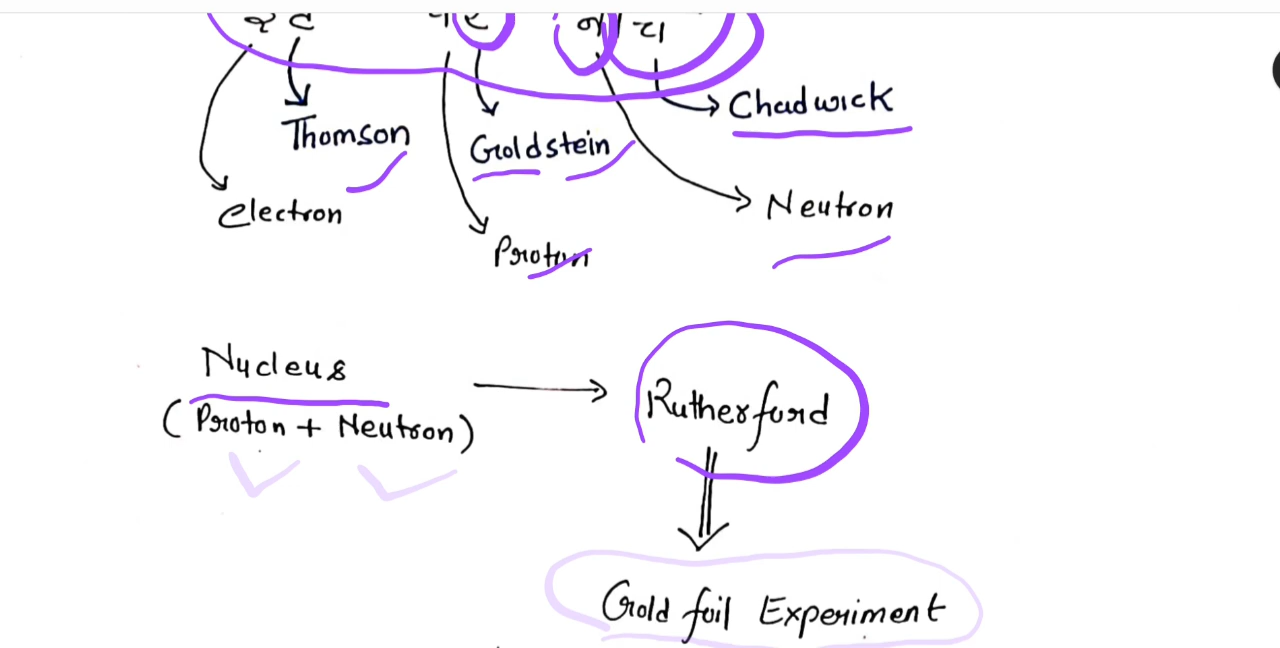 Chadwick
Thomson
Goldstein
Neutron
electron
Proton
Nucleus
Rutherford
(Proton + Neutron)
Gold foil Experiment